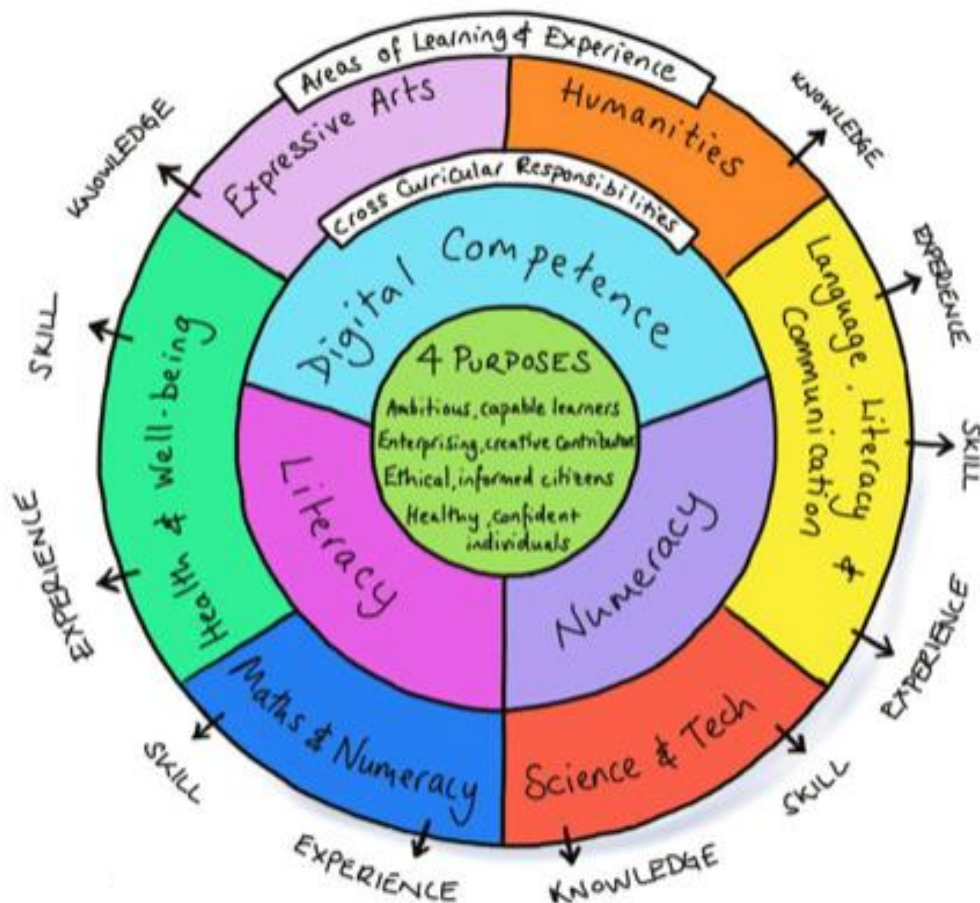 Areas of Learning & Experience
Expressive Arts
Humanities
Language, Literacy &
Communication
Science & Tech
Maths & Numeracy
Health & Well-being
Cross Curricular Responsibilities
Digital Competence
Numeracy
Literacy
4 PURPOSES
Ambitious, capable learners
Enterprising, creative Contributors
Ethical, informed citizens
Healthy, confident
individuals
KNOWLEDGE
EXPERIENCE
SKILL
EXPERIENCE
SKILL
KNOWLEDGE
EXPERIENCE
SKILL
EXPERIENCE
SKILL
KNOWLEDGE